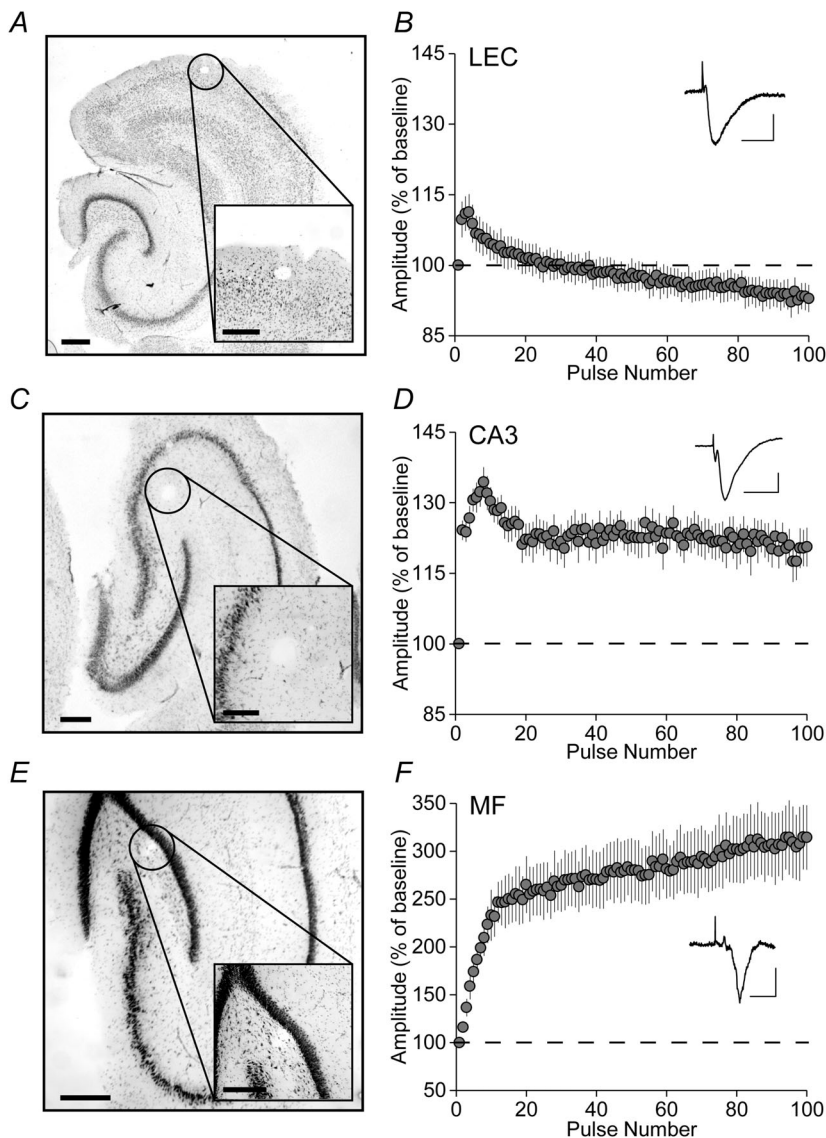 A
B
LEC
Amplitude (% of baseline)
145
135
115
100
85
0 20 40 60 80 100
Pulse Number
C
D
CA3
Amplitude (% of baseline)
145
130
115
100
85
0 20 40 60 80 100
Pulse Number
E
F
MF
Amplitude (% of baseline)
350
300
250
200
150
100
50
0 20 40 60 80 100
Pulse Number